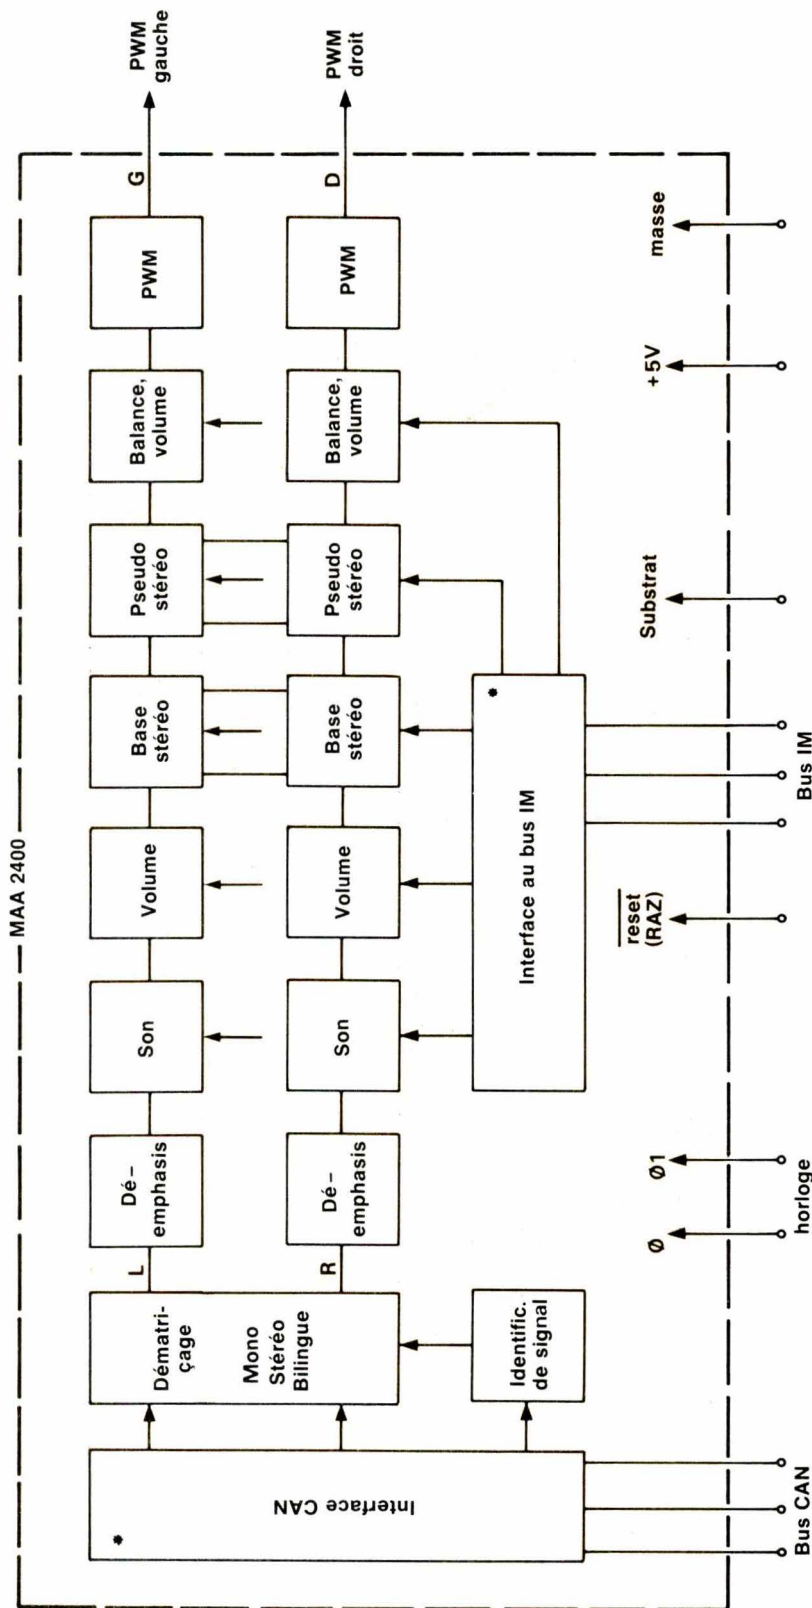 MAA 2400
Interface CAN
*
Dématri-
çage
Mono
Stéréo
Bilingue
Identific.
de signal
L
R
Dé-
emphasis
Son
Volume
Base
stéréo
Pseudo
stéréo
Balance,
volume
PWM
G
PWM
gauche
Dé-
emphasis
Son
Volume
Base
stéréo
Pseudo
stéréo
Balance,
volume
PWM
D
PWM
droit
Interface au bus IM
*
Ø
Ø1
reset
(RAZ)
Substrat
+5V
masse
Bus CAN
horloge
Bus IM